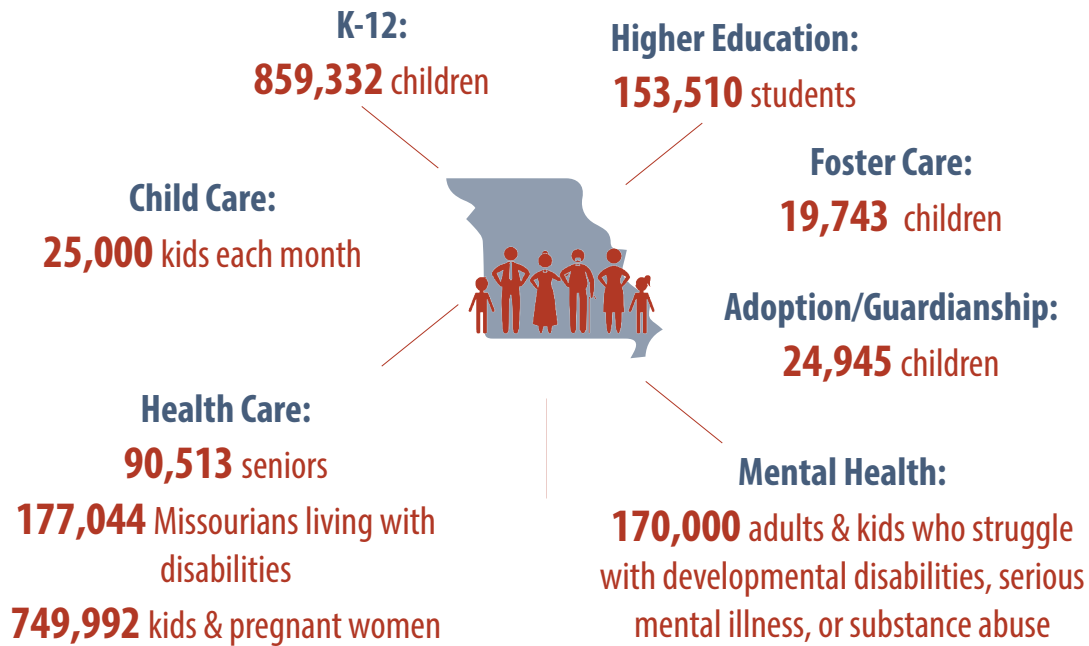 K-12:
859,332 children
Higher Education:
153,510 students
Child Care:
25,000 kids each month
Foster Care:
19,743 children
Adoption/Guardianship:
24,945 children
Health Care:
90,513 seniors
177,044 Missourians living with
disabilities
749,992 kids & pregnant women
Mental Health:
170,000 adults & kids who struggle
with developmental disabilities, serious
mental illness, or substance abuse